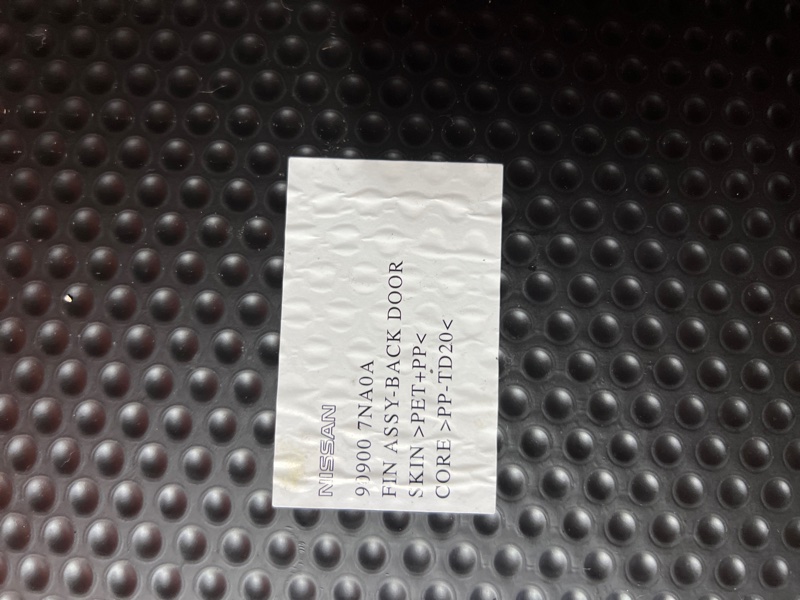 NISSAN
90900 7NA0A
FIN ASSY-BACK DOOR
SKIN >PET+PP<
CORE >PP-TD20<